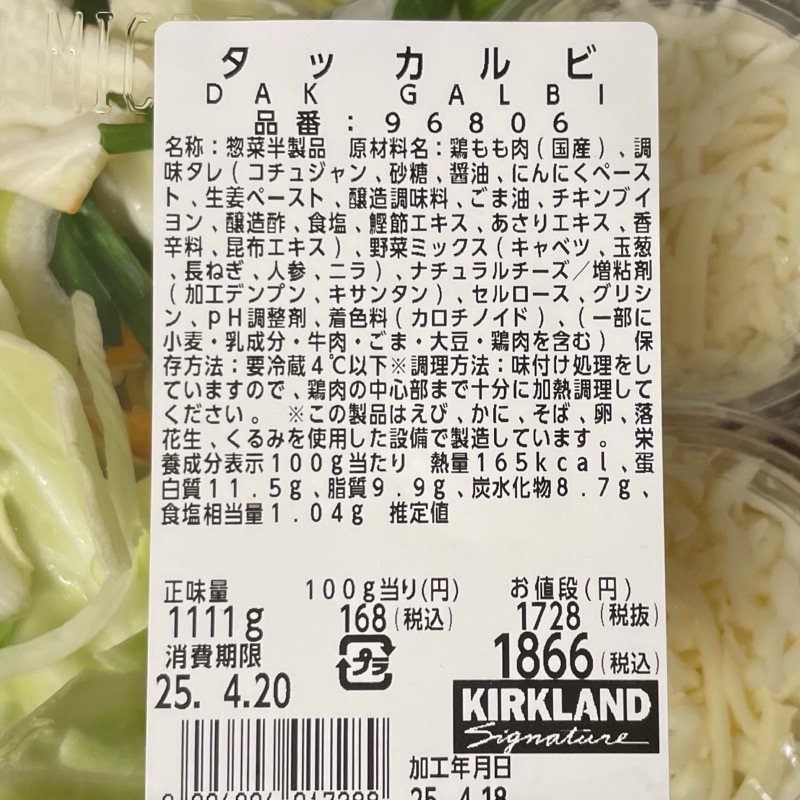 タッカルビ
DAK GALBI
品番:96806
名称:惣菜半製品 原材料名:鶏もも肉(国産)、調
味タレ(コチュジャン、砂糖、醤油、にんにくペース
ト、生姜ペースト、醸造調味料、ごま油、チキンブイ
ヨン、醸造酢、食塩、鰹節エキス、あさりエキス、香
辛料、昆布エキス)、野菜ミックス(キャベツ、玉葱
、長ねぎ、人参、ニラ)、ナチュラルチーズ/増粘剤
(加工デンプン、キサンタン)、セルロース、グリシ
ン、pH調整剤、着色料(カロチノイド)、(一部に
小麦・乳成分・牛肉・ごま・大豆・鶏肉を含む) 保
存方法:要冷蔵4℃以下※調理方法:味付け処理をし
ていますので、鶏肉の中心部まで十分に加熱調理して
ください。 ※この製品はえび、かに、そば、卵、落
花生、くるみを使用した設備で製造しています。 栄
養成分表示100g当たり 熱量165kcal、蛋
白質11.5g、脂質9.9g、炭水化物8.7g、
食塩相当量1.04g 推定値
正味量 100g当り(円) お値段(円)
1111g 168(税込) 1728(税抜)
消費期限 プラ 1866(税込)
25. 4.20
KIRKLAND
Signature
加工年月日
25.4.18